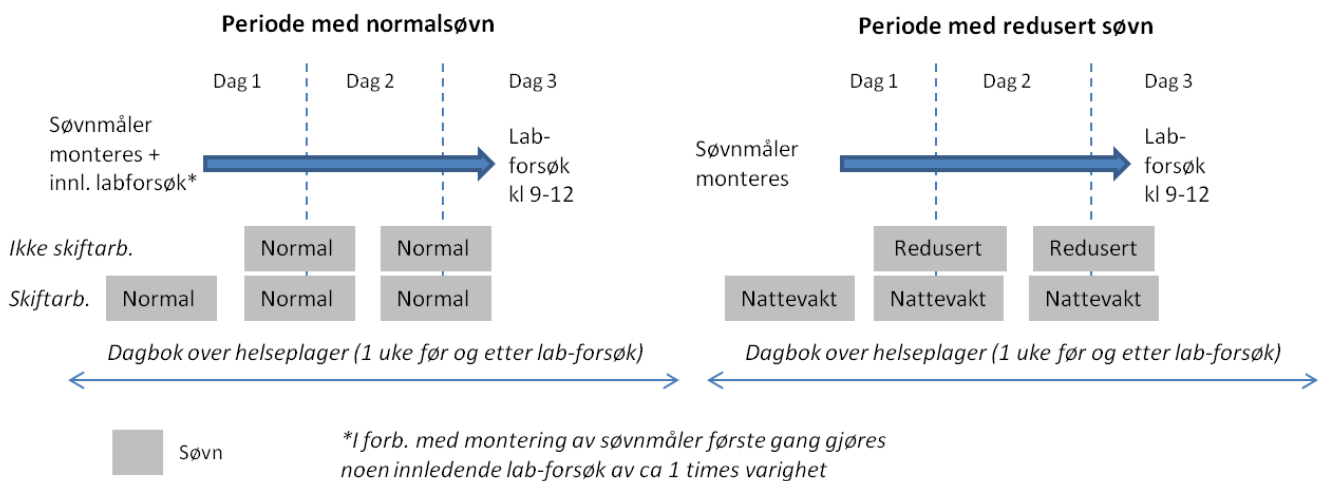 Periode med normalsøvn
Dag 1
Dag 2
Dag 3
Søvnmåler
monteres +
innl. labforsøk*
Lab-
forsøk
kl 9-12
Ikke skiftarb.
Normal
Normal
Skiftarb.
Normal
Normal
Normal
Dagbok over helseplager (1 uke før og etter lab-forsøk)
Periode med redusert søvn
Dag 1
Dag 2
Dag 3
Søvnmåler
monteres
Lab-
forsøk
kl 9-12
Redusert
Redusert
Nattevakt
Nattevakt
Nattevakt
Dagbok over helseplager (1 uke før og etter lab-forsøk)
Søvn
*I forb. med montering av søvnmåler første gang gjøres
noen innledende lab-forsøk av ca 1 times varighet